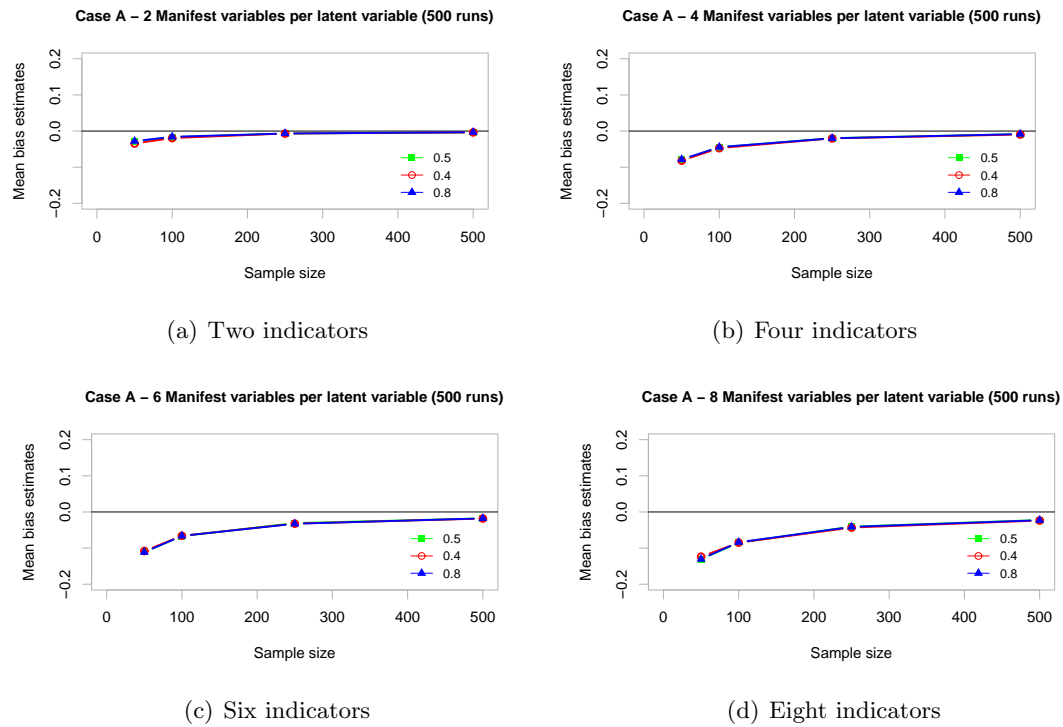 Case A − 2 Manifest variables per latent variable (500 runs)
Mean bias estimates
0.2
0.1
0.0
−0.2
0.5
0.4
0.8
0 100 200 300 400 500
Sample size
(a) Two indicators
Case A − 4 Manifest variables per latent variable (500 runs)
Mean bias estimates
0.2
0.1
0.0
−0.2
0.5
0.4
0.8
0 100 200 300 400 500
Sample size
(b) Four indicators
Case A − 6 Manifest variables per latent variable (500 runs)
Mean bias estimates
0.2
0.1
0.0
−0.2
0.5
0.4
0.8
0 100 200 300 400 500
Sample size
(c) Six indicators
Case A − 8 Manifest variables per latent variable (500 runs)
Mean bias estimates
0.2
0.1
0.0
−0.2
0.5
0.4
0.8
0 100 200 300 400 500
Sample size
(d) Eight indicators